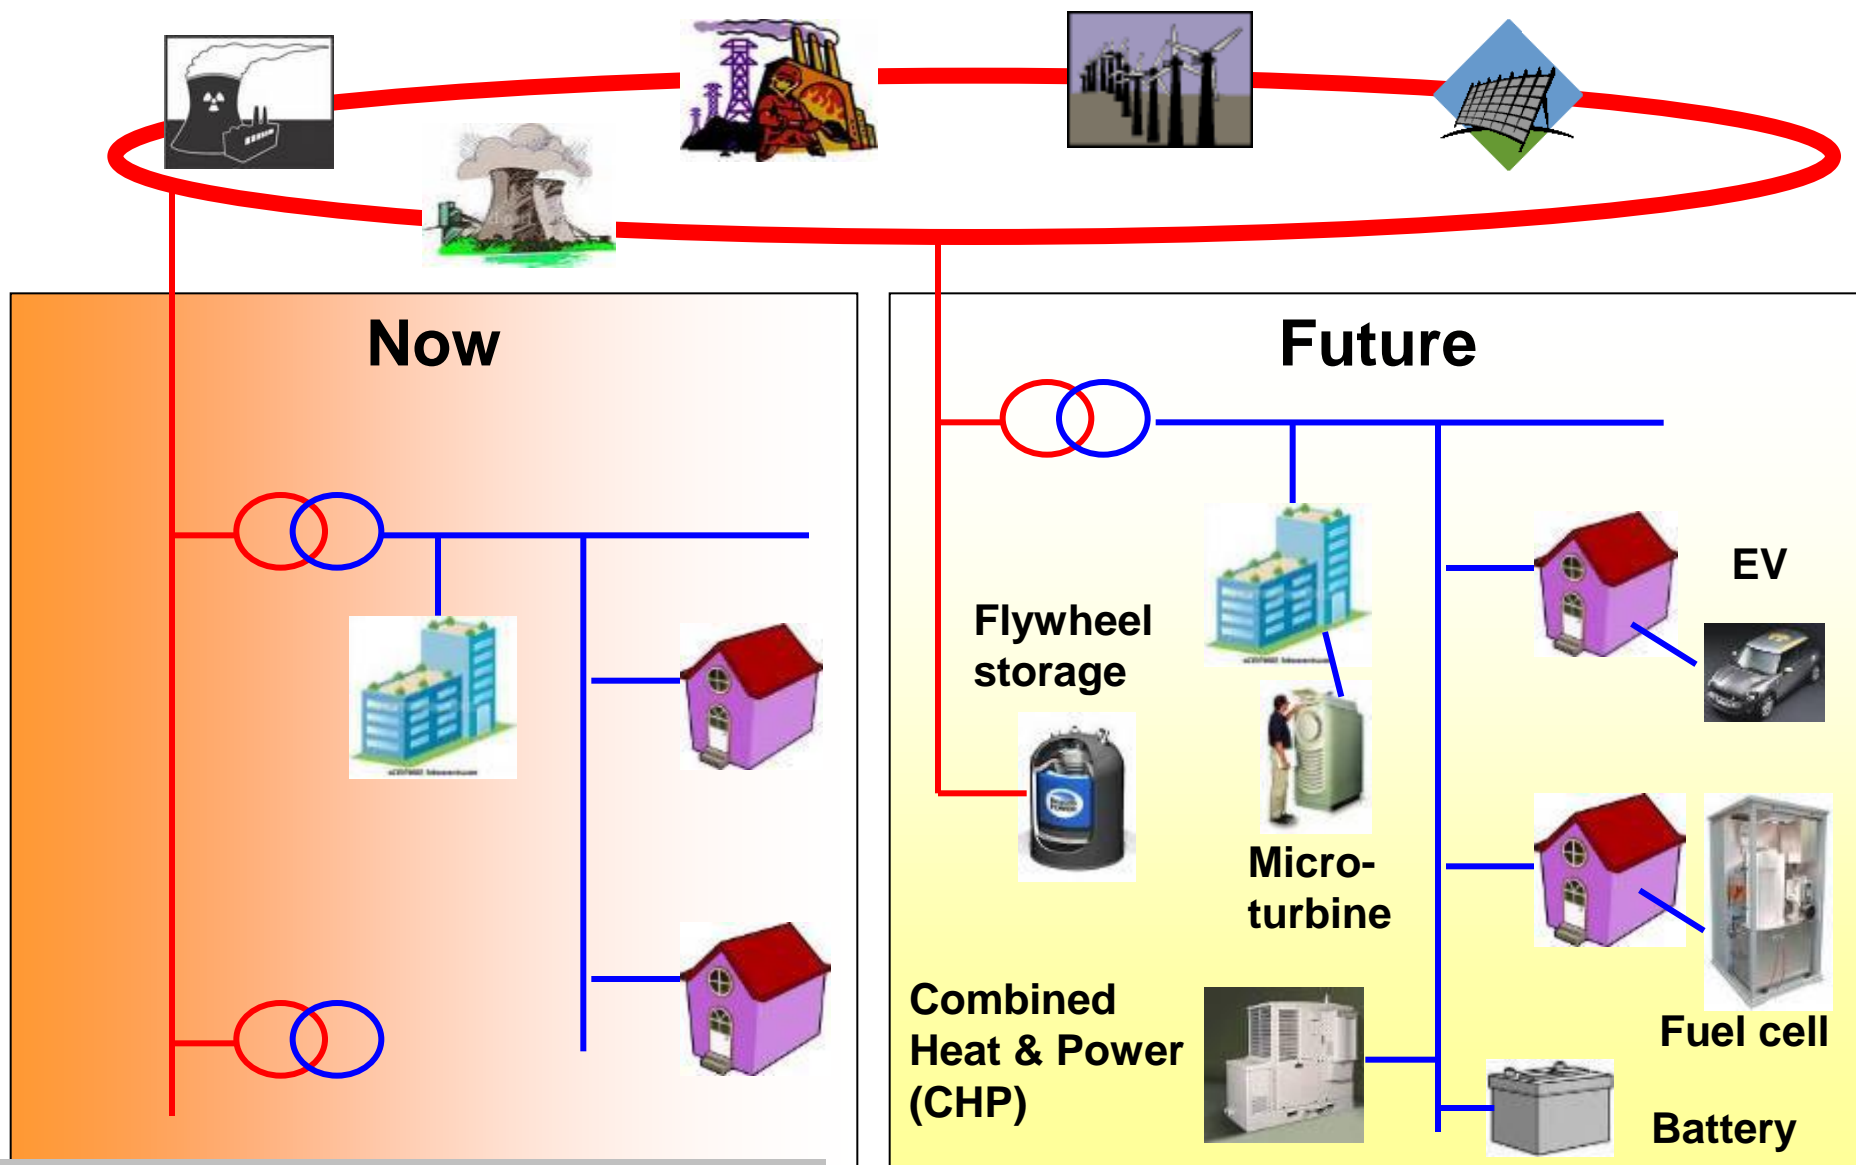 Now
Future
EV
Flywheel
storage
Micro-
turbine
Combined
Heat & Power
(CHP)
Fuel cell
Battery